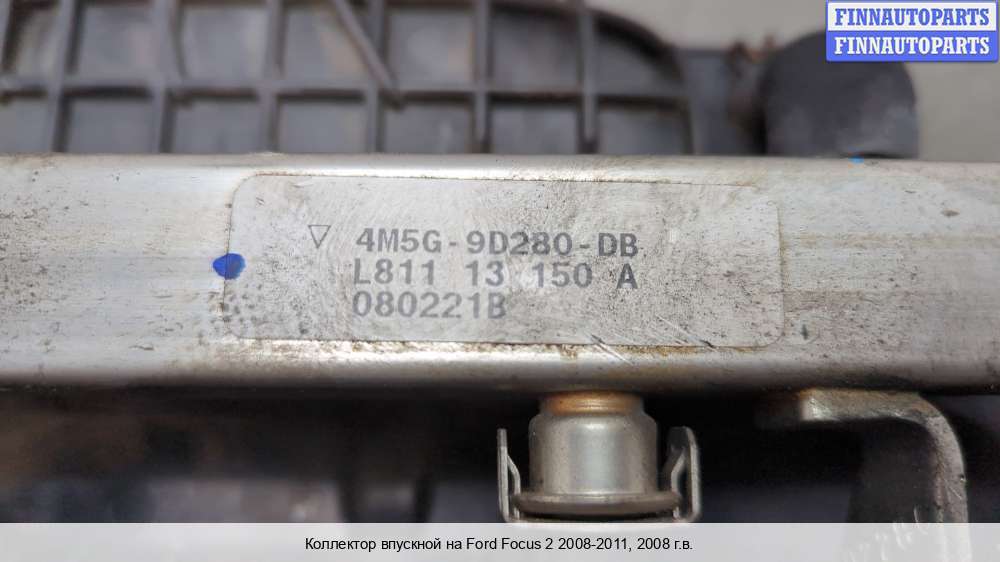 FINNAUTOPARTS
FINNAUTOPARTS
4M5G-9D280-DB
L811 13 150 A
080221B
Коллектор впускной на Ford Focus 2 2008-2011, 2008 г.в.